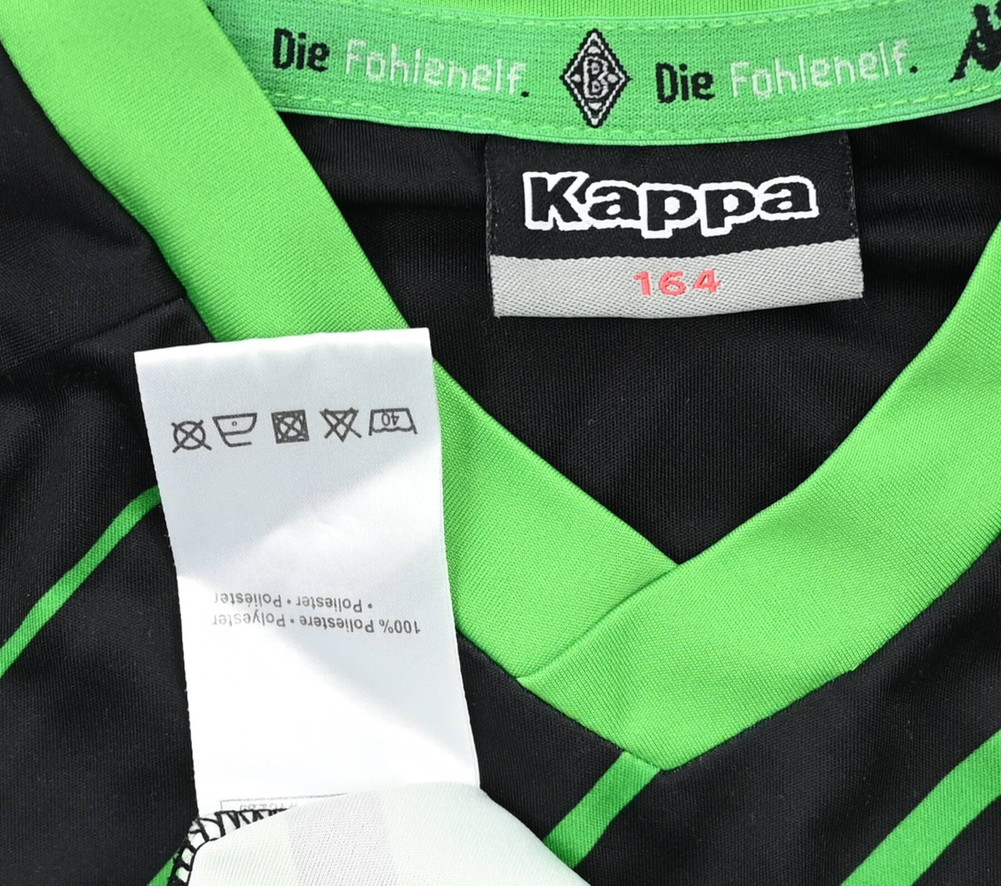 Die Fohlenelf. B Die Fohlenelf.
Kappa
164
40
100% Poliestere • Polyester
• Poliester • Poliéster